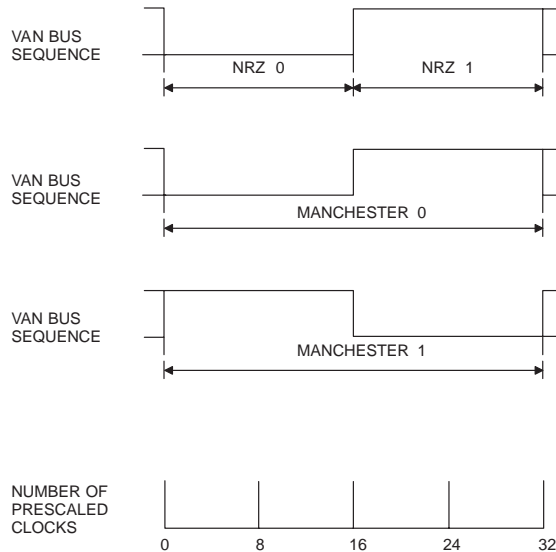 VAN BUS
SEQUENCE
NRZ 0
NRZ 1
VAN BUS
SEQUENCE
MANCHESTER 0
VAN BUS
SEQUENCE
MANCHESTER 1
NUMBER OF
PRESCALED
CLOCKS
0 8 16 24 32